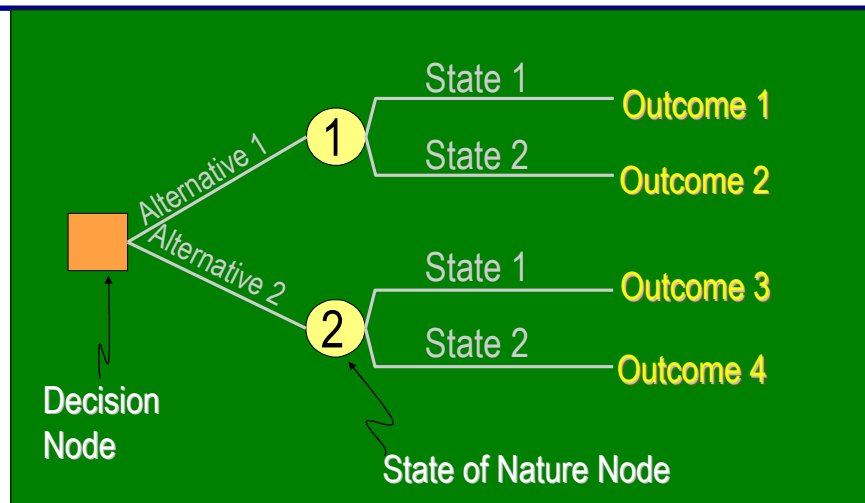 State 1
Outcome 1
1
Alternative 1
State 2
Outcome 2
Alternative 2
State 1
Outcome 3
2
State 2
Outcome 4
Decision
Node
State of Nature Node